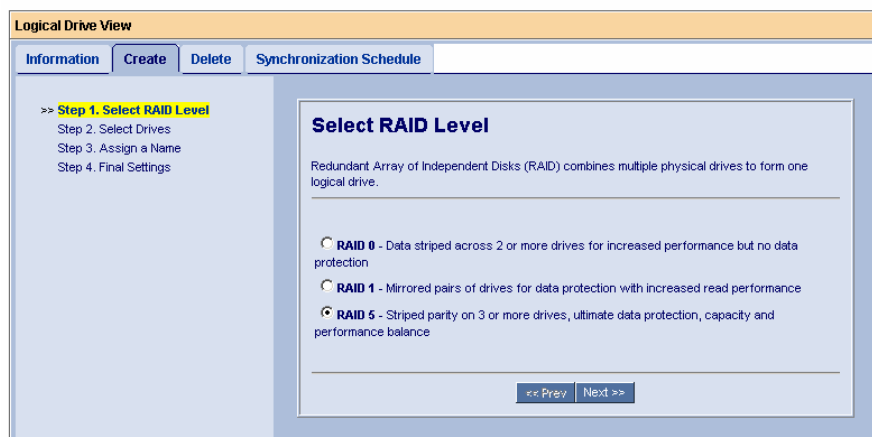 Logical Drive View
Information Create Delete Synchronization Schedule
>> Step 1. Select RAID Level
Step 2. Select Drives
Step 3. Assign a Name
Step 4. Final Settings
Select RAID Level
Redundant Array of Independent Disks (RAID) combines multiple physical drives to form one
logical drive.
RAID 0 - Data striped across 2 or more drives for increased performance but no data
protection
RAID 1 - Mirrored pairs of drives for data protection with increased read performance
RAID 5 - Striped parity on 3 or more drives, ultimate data protection, capacity and
performance balance
<< Prev Next >>